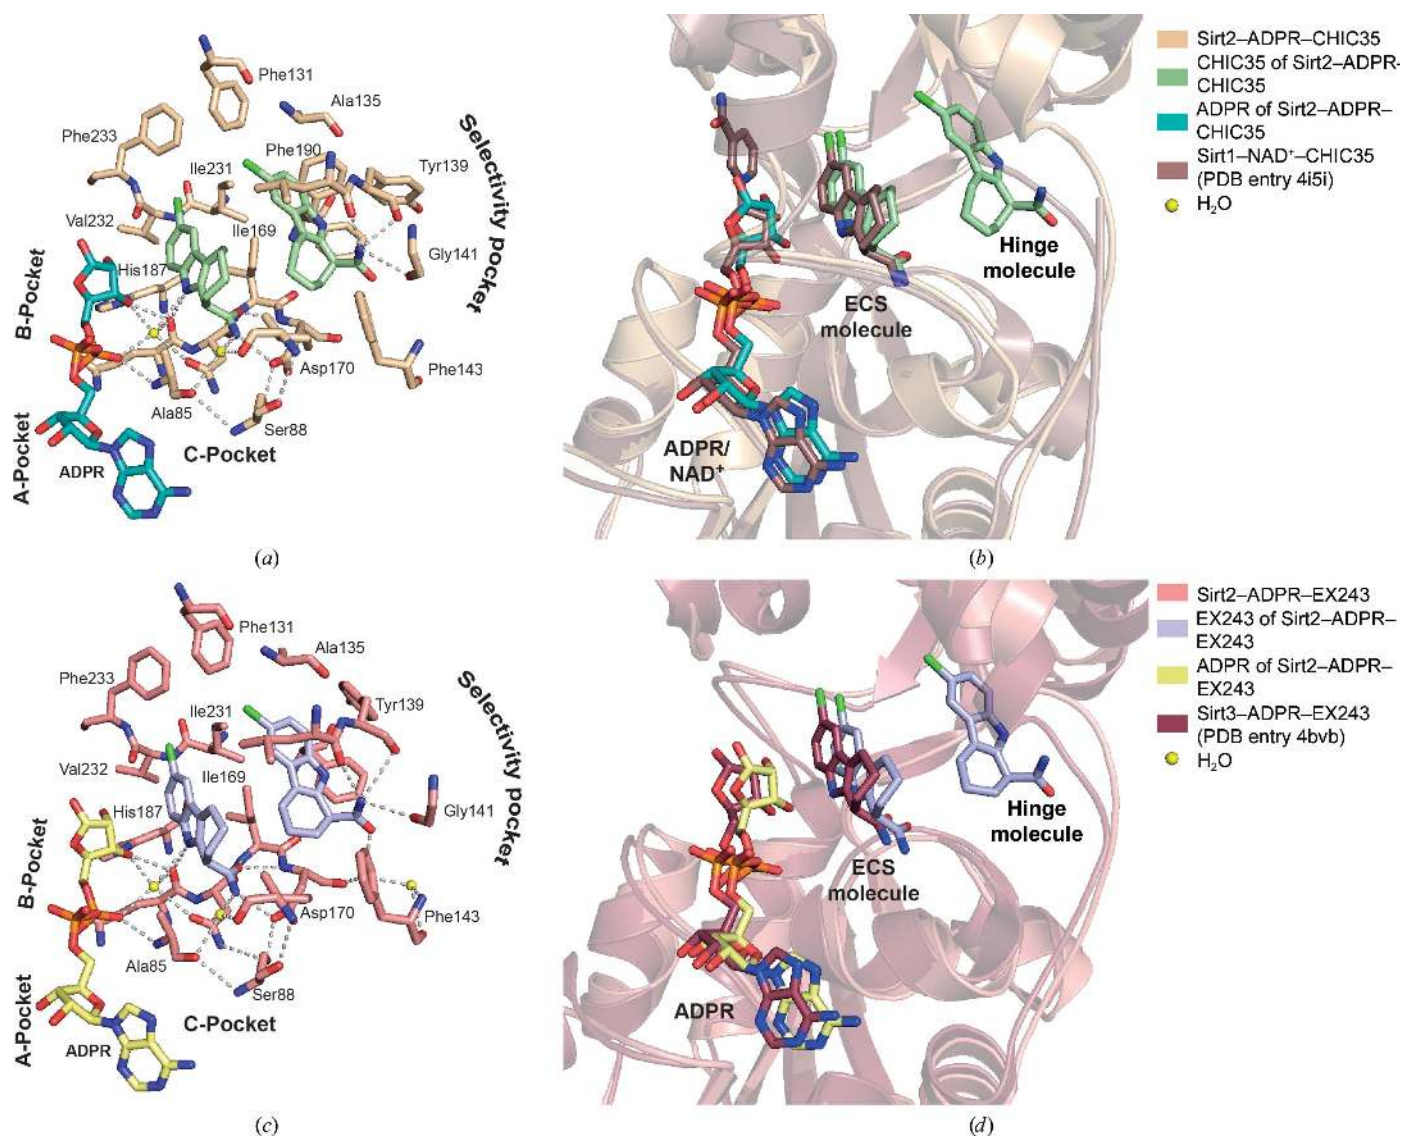 Phe131
Ala135
Phe233
Phe190
Tyr139
Ile231
Val232
Ile169
Gly141
His187
Selectivity pocket
B-Pocket
Asp170
Phe143
Ala85
Ser88
A-Pocket
ADPR
C-Pocket
(a)
Hinge
molecule
ECS
molecule
ADPR/
NAD⁺
(b)
Sirt2–ADPR–CHIC35
CHIC35 of Sirt2–ADPR-
CHIC35
ADPR of Sirt2–ADPR–
CHIC35
Sirt1–NAD⁺–CHIC35
(PDB entry 4i5i)
H₂O
Phe131
Ala135
Phe233
Tyr139
Ile231
Val232
Ile169
Gly141
His187
Selectivity pocket
B-Pocket
Asp170
Phe143
Ala85
Ser88
A-Pocket
ADPR
C-Pocket
(c)
Hinge
molecule
ECS
molecule
ADPR
(d)
Sirt2–ADPR–EX243
EX243 of Sirt2–ADPR–
EX243
ADPR of Sirt2–ADPR–
EX243
Sirt3–ADPR–EX243
(PDB entry 4bvb)
H₂O